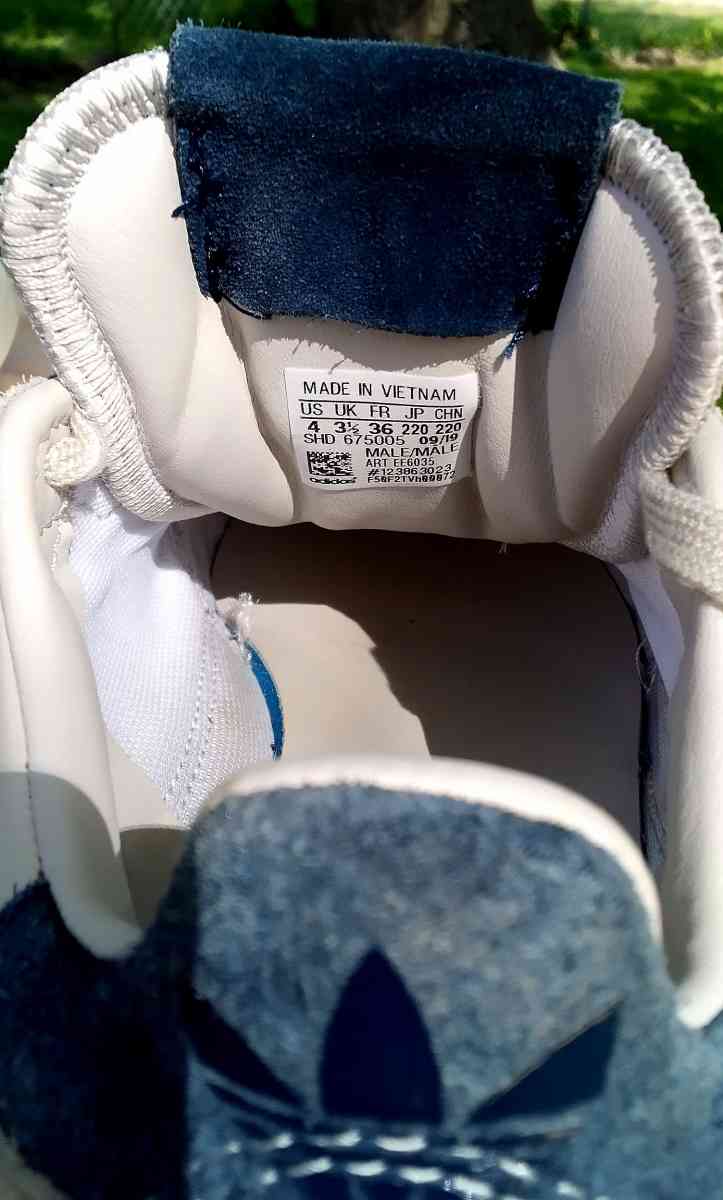 MADE IN VIETNAM
US UK FR JP CHN
4 3½ 36 220 220
SHD 675005 09/19
MALE/MÂLE
ART EE6035
#123863023
adidas